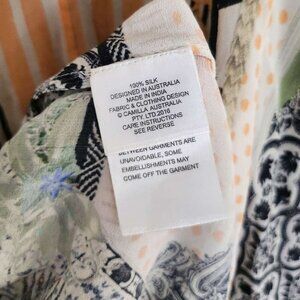 100% SILK
DESIGNED IN AUSTRALIA
MADE IN INDIA
FABRIC & CLOTHING DESIGN
© CAMILLA AUSTRALIA
PTY. LTD.2016
CARE INSTRUCTIONS
SEE REVERSE
BETWEEN GARMENTS ARE
UNAVOIDABLE, SOME
EMBELLISHMENTS MAY
COME OFF THE GARMENT